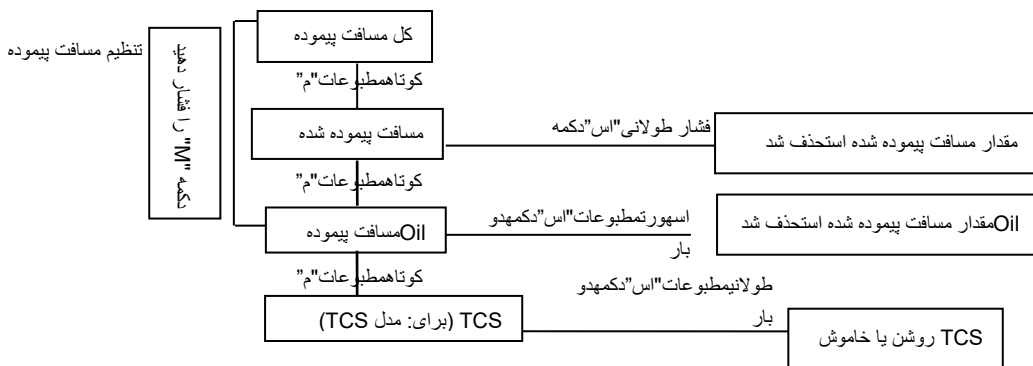 تنظیم مسافت پیموده
دکمه "M" را فشار دهید
کل مسافت پیموده
کوتاهمطبوعات"م”
مسافت پیموده شده
فشار طولانی"اس”دکمه
مقدار مسافت پیموده شده استحذف شد
کوتاهمطبوعات"م”
Oilمسافت پیموده
اسهورتمطبوعات"اس”دکمهدو
بار
Oilمقدار مسافت پیموده شده استحذف شد
کوتاهمطبوعات"م”
TCS (برای: مدل TCS)
طولانیمطبوعات"اس”دکمهدو
بار
TCS روشن یا خاموش